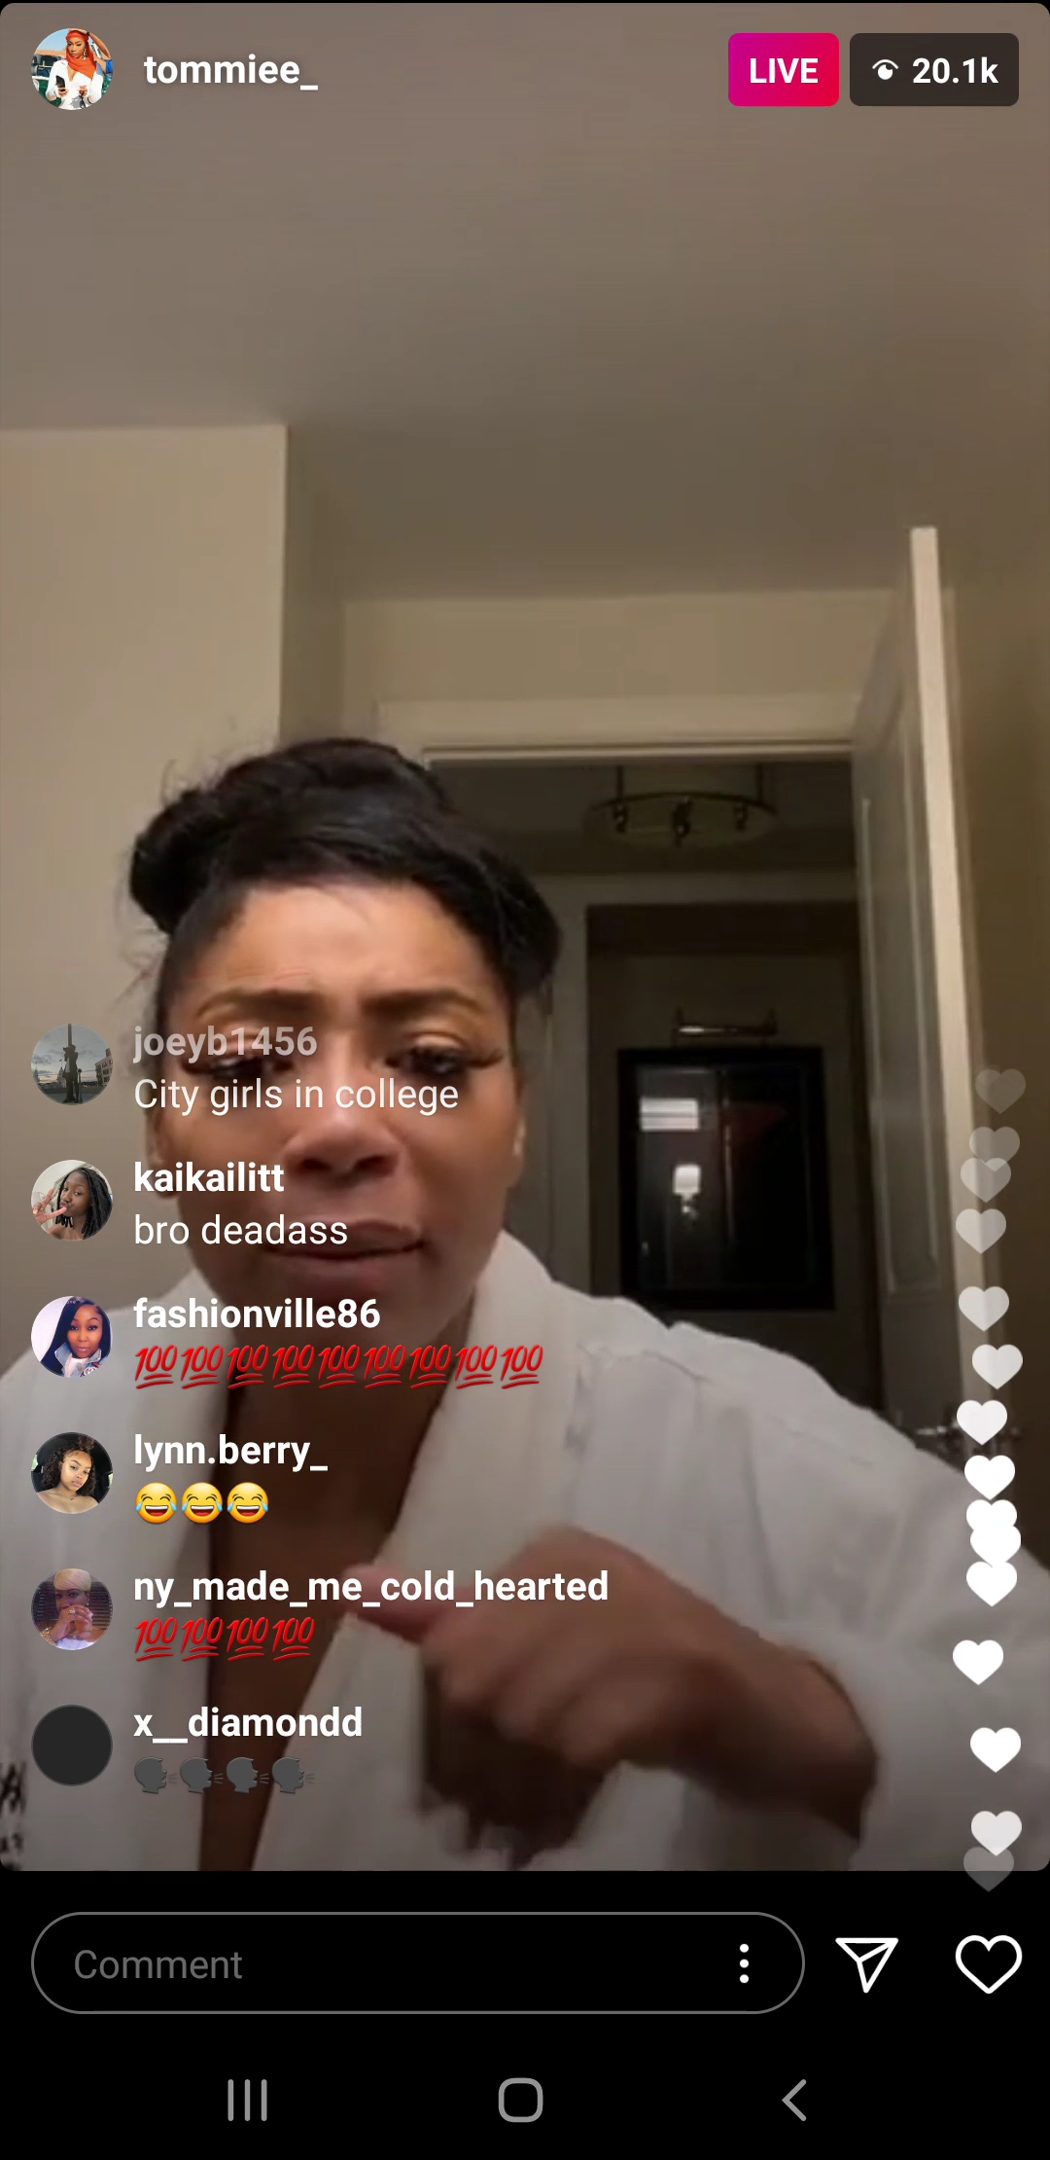 tommiee_
LIVE
20.1k
joeyb1456
City girls in college
kaikailitt
bro deadass
fashionville86
💯💯💯💯💯💯💯💯💯
lynn.berry_
😂😂😂
ny_made_me_cold_hearted
💯💯💯💯
x__diamondd
🗣🗣🗣🗣
Comment